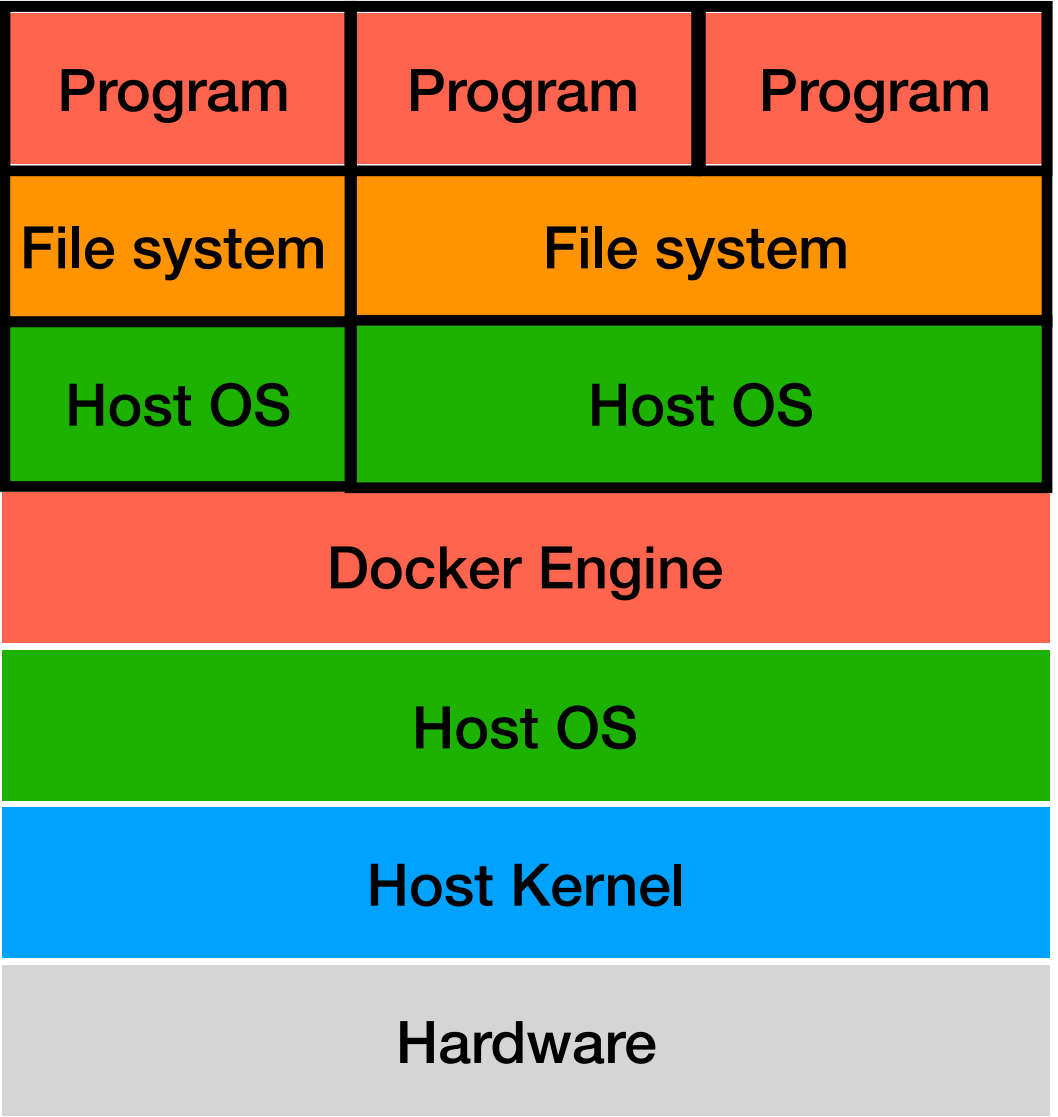 Program Program Program
File system File system
Host OS Host OS
Docker Engine
Host OS
Host Kernel
Hardware